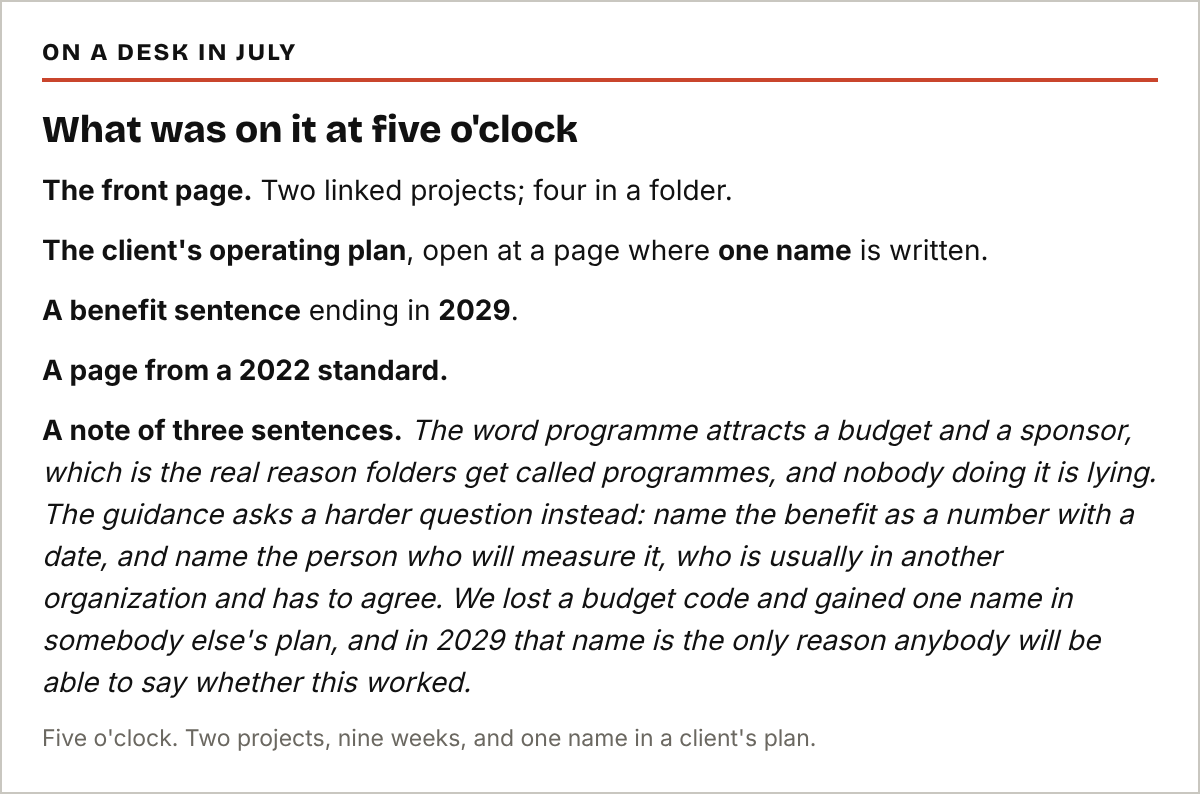 ON A DESK IN JULY
What was on it at five o'clock
The front page. Two linked projects; four in a folder.
The client's operating plan, open at a page where one name is written.
A benefit sentence ending in 2029.
A page from a 2022 standard.
A note of three sentences. The word programme attracts a budget and a sponsor,
which is the real reason folders get called programmes, and nobody doing it is lying.
The guidance asks a harder question instead: name the benefit as a number with a
date, and name the person who will measure it, who is usually in another
organization and has to agree. We lost a budget code and gained one name in
somebody else's plan, and in 2029 that name is the only reason anybody will be
able to say whether this worked.
Five o'clock. Two projects, nine weeks, and one name in a client's plan.